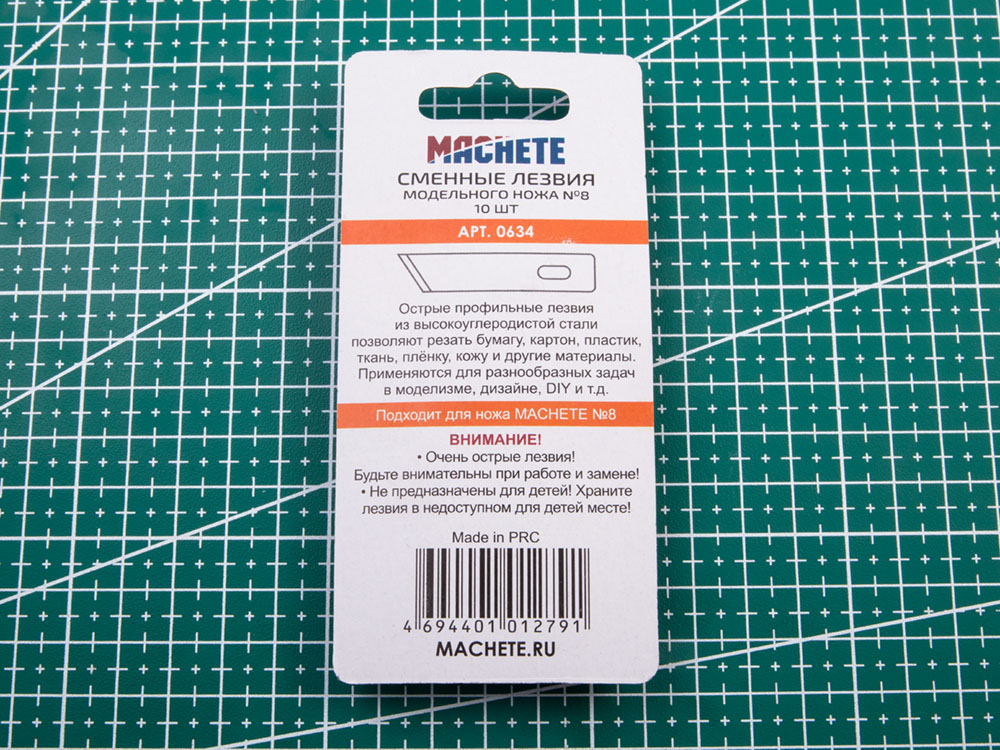 MACHETE
СМЕННЫЕ ЛЕЗВИЯ
МОДЕЛЬНОГО НОЖА №8
10 ШТ
АРТ. 0634
Острые профильные лезвия
из высокоуглеродистой стали
позволяют резать бумагу, картон, пластик,
ткань, плёнку, кожу и другие материалы.
Применяются для разнообразных задач
в моделизме, дизайне, DIY и т.д.
Подходит для ножа MACHETE №8
ВНИМАНИЕ!
• Очень острые лезвия!
Будьте внимательны при работе и замене!
• Не предназначены для детей! Храните
лезвия в недоступном для детей месте!
Made in PRC
4 694401 012791
MACHETE.RU